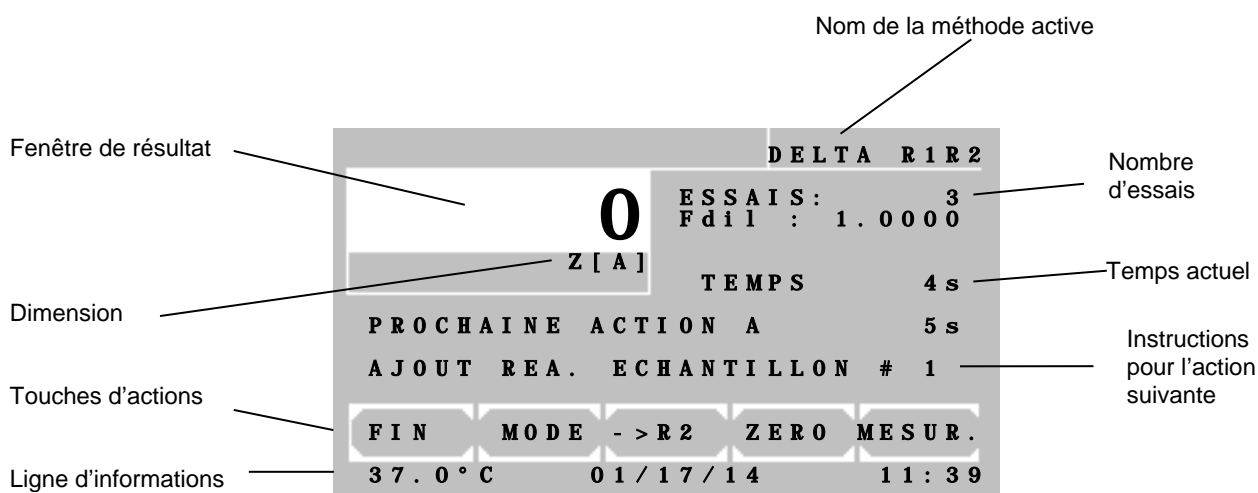 Nom de la méthode active
Fenêtre de résultat
DELTA R1R2
Nombre
d'essais
0
ESSAIS: 3
Fdil : 1.0000
Z[A]
Temps actuel
TEMPS 4s
Dimension
PROCHAINE ACTION A 5s
Instructions
pour l'action
suivante
AJOUT REA. ECHANTILLON # 1
Touches d'actions
FIN MODE ->R2 ZERO MESUR.
Ligne d'informations
37.0°C 01/17/14 11:39